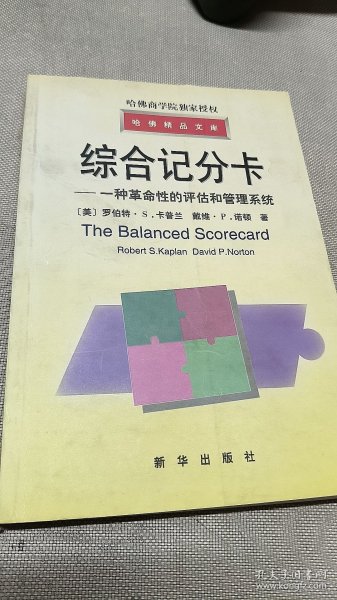 哈佛商学院独家授权
哈佛精品文库
综合记分卡
——一种革命性的评估和管理系统
〔美〕罗伯特·S.卡普兰 戴维·P.诺顿 著
The Balanced Scorecard
Robert S.Kaplan David P.Norton
新华出版社